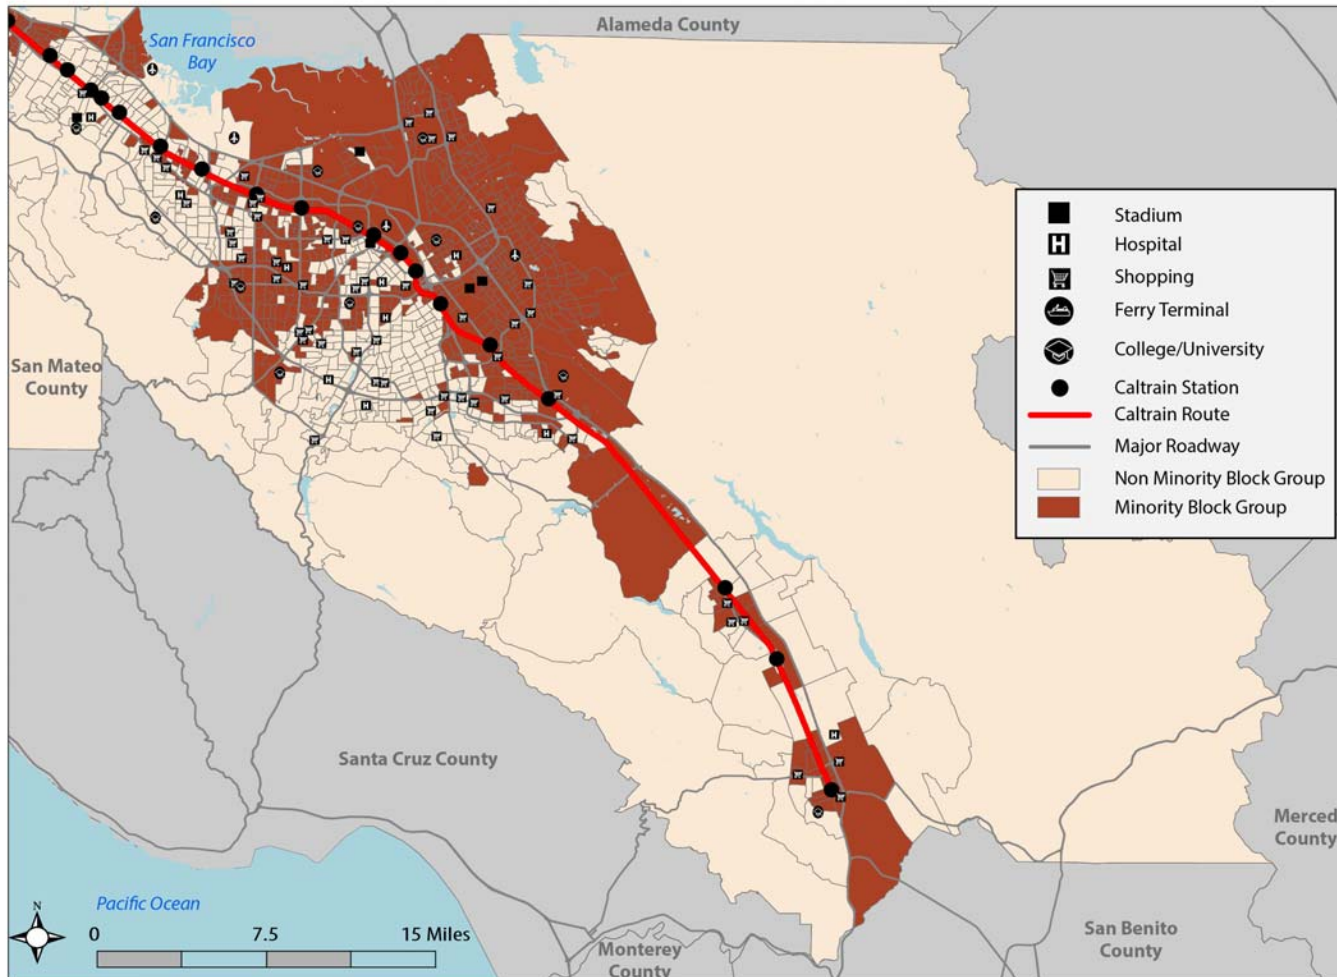 Alameda County
San Francisco
Bay
Stadium
H Hospital
Shopping
Ferry Terminal
College/University
Caltrain Station
Caltrain Route
Major Roadway
Non Minority Block Group
Minority Block Group
San Mateo
County
Santa Cruz County
Merced
County
Pacific Ocean
N
0 7.5 15 Miles
Monterey
County
San Benito
County